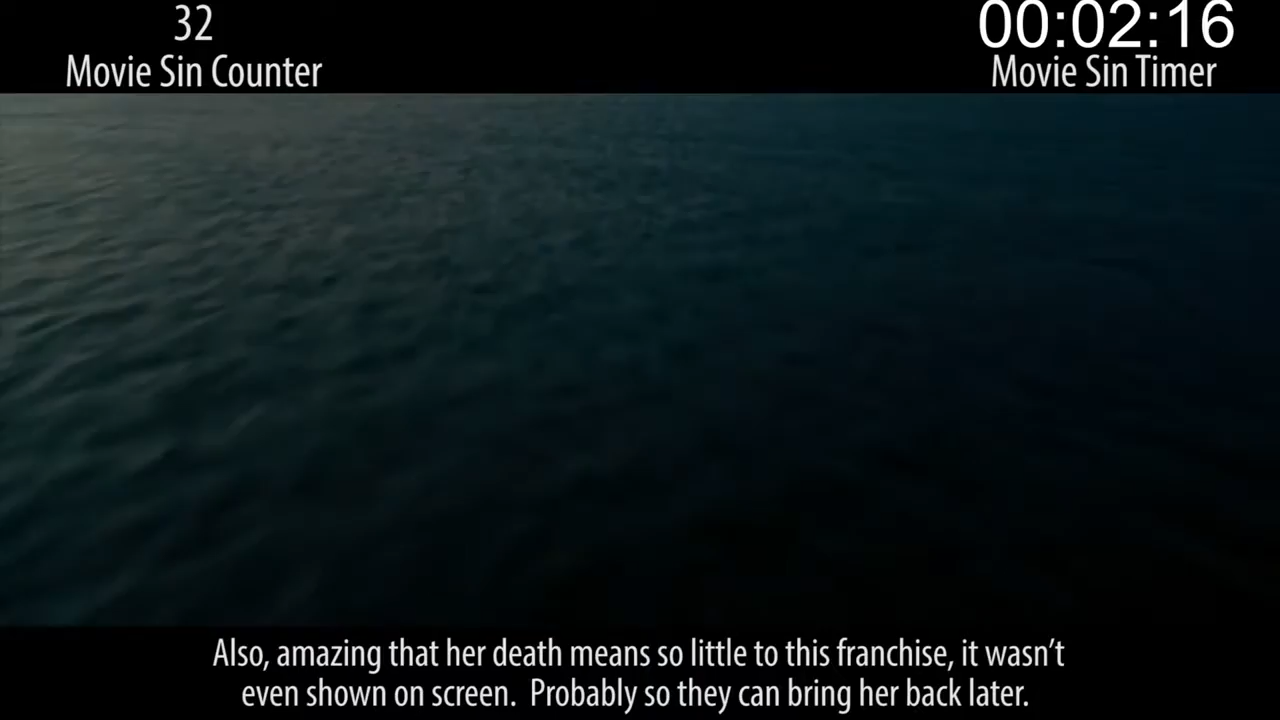 32
Movie Sin Counter
00:02:16
Movie Sin Timer
Also, amazing that her death means so little to this franchise, it wasn’t
even shown on screen.  Probably so they can bring her back later.